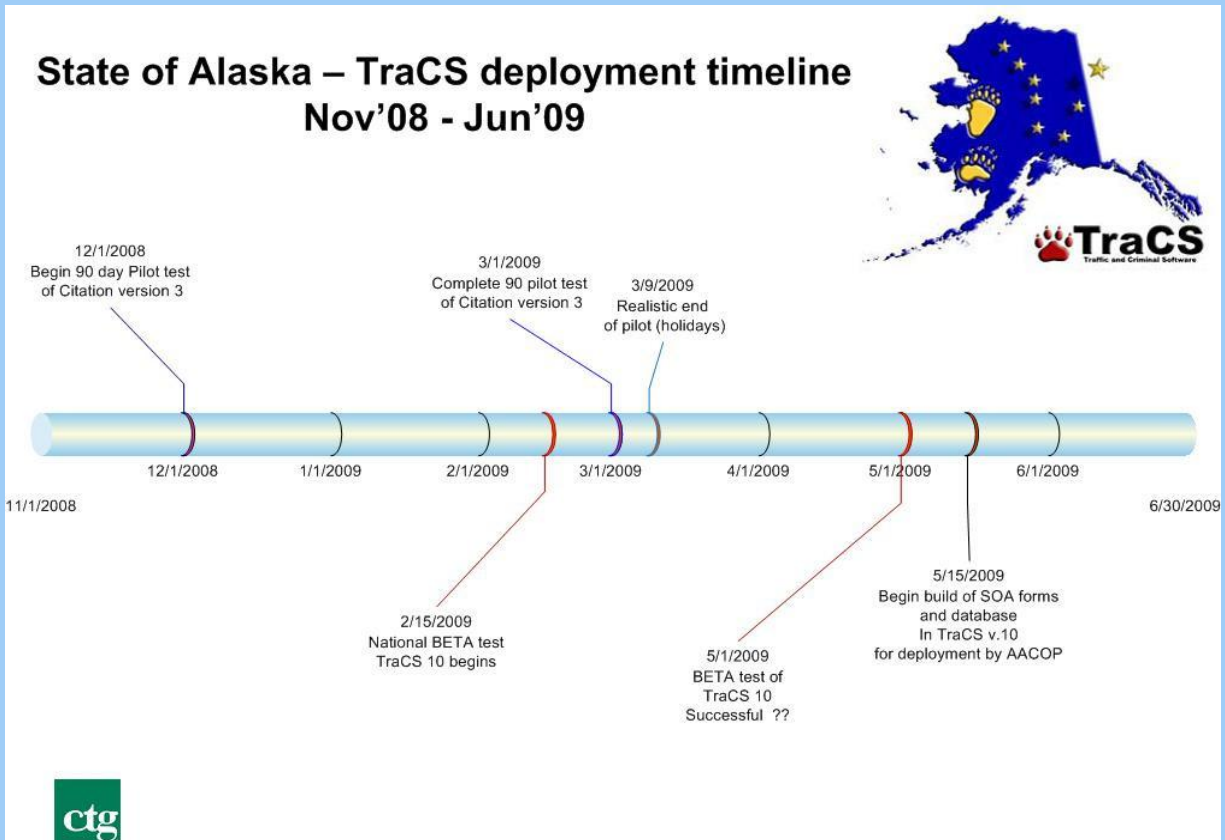 State of Alaska – TraCS deployment timeline
Nov'08 - Jun'09
TraCS
Traffic and Criminal Software
12/1/2008
Begin 90 day Pilot test
of Citation version 3
3/1/2009
Complete 90 pilot test
of Citation version 3
3/9/2009
Realistic end
of pilot (holidays)
12/1/2008
1/1/2009
2/1/2009
3/1/2009
4/1/2009
5/1/2009
6/1/2009
11/1/2008
6/30/2009
2/15/2009
National BETA test
TraCS 10 begins
5/1/2009
BETA test of
TraCS 10
Successful ??
5/15/2009
Begin build of SOA forms
and database
In TraCS v.10
for deployment by AACOP
ctg